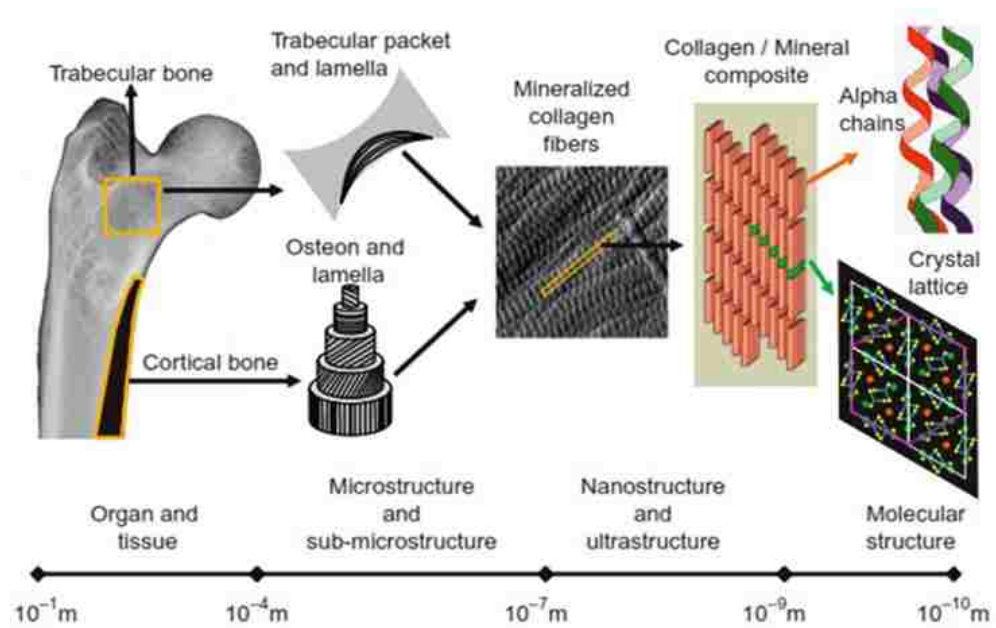 Trabecular bone
Trabecular packet
and lamella
Osteon and
lamella
Cortical bone
Mineralized
collagen
fibers
Collagen / Mineral
composite
Alpha
chains
Crystal
lattice
Organ and
tissue
Microstructure
and
sub-microstructure
Nanostructure
and
ultrastructure
Molecular
structure
10⁻¹m
10⁻⁴m
10⁻⁷m
10⁻⁹m
10⁻¹⁰m